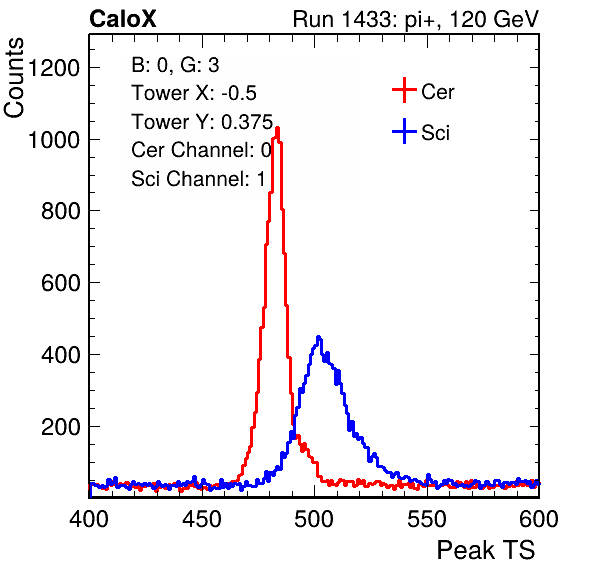 CaloX Run 1433: pi+, 120 GeV
Counts
B: 0, G: 3
Tower X: -0.5
Tower Y: 0.375
Cer Channel: 0
Sci Channel: 1
Cer
Sci
1200
1000
800
600
400
200
400 450 500 550 600
Peak TS